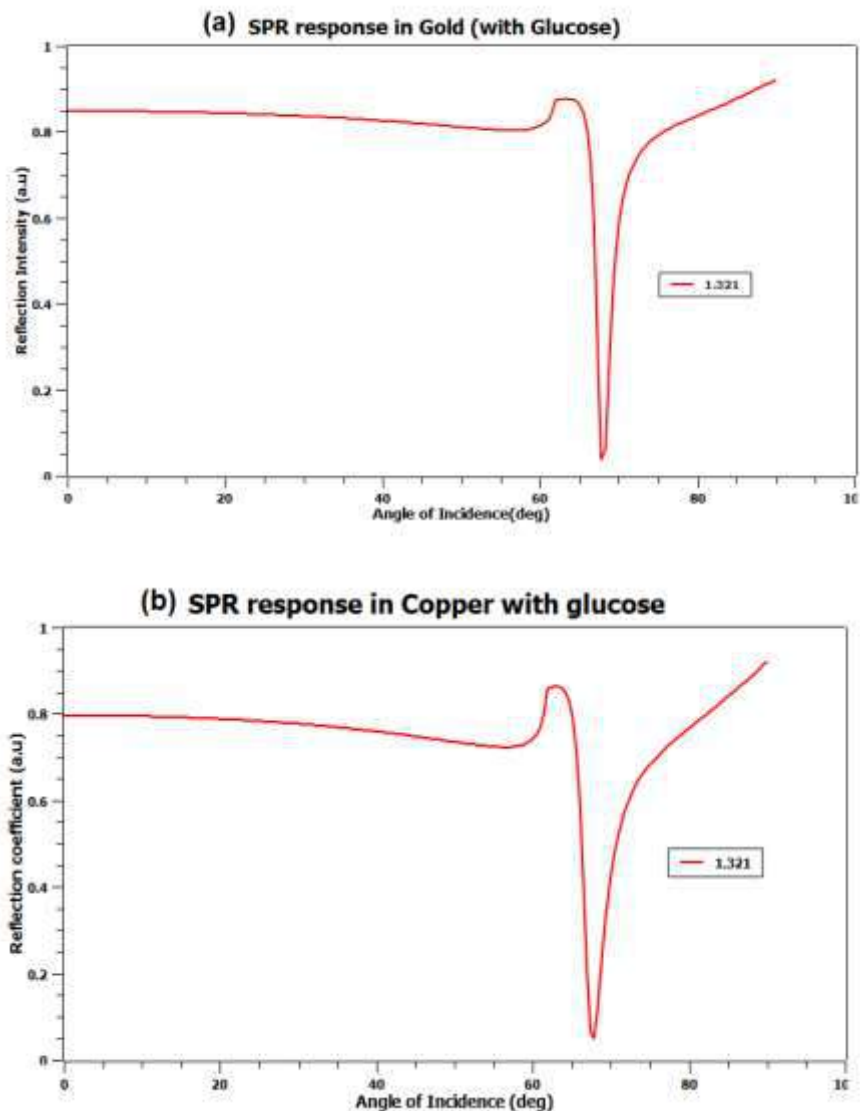 (a) SPR response in Gold (with Glucose)
1
0.8
0.6
0.4
0.2
0
Reflection Intensity (a.u)
1.321
0 20 40 60 80 10
Angle of Incidence(deg)
(b) SPR response in Copper with glucose
1
0.8
0.6
0.4
0.2
0
Reflection coefficient (a.u)
1.321
0 20 40 60 80 10
Angle of Incidence (deg)